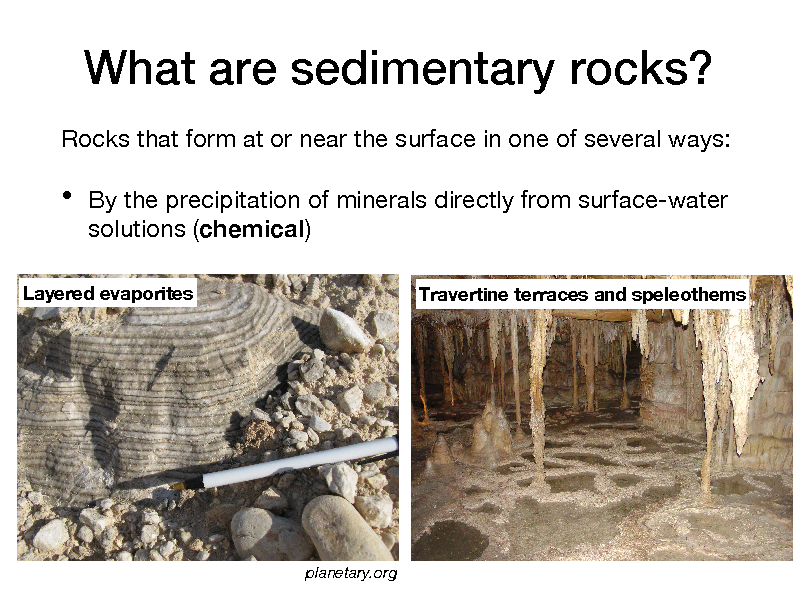 What are sedimentary rocks?
Rocks that form at or near the surface in one of several ways:
• By the precipitation of minerals directly from surface-water
solutions (chemical)
Layered evaporites
Travertine terraces and speleothems
planetary.org